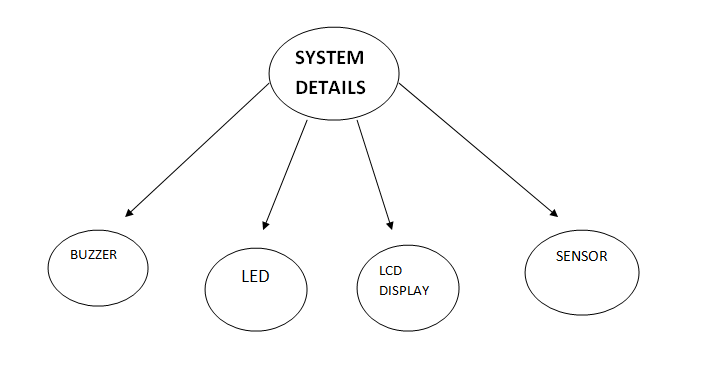 SYSTEM
DETAILS
BUZZER
LED
LCD
DISPLAY
SENSOR